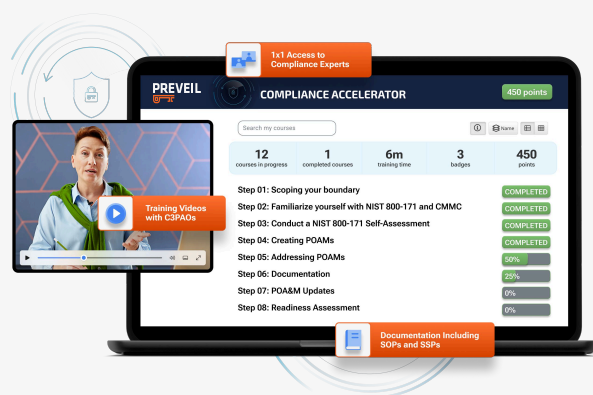 1x1 Access to
Compliance Experts
PREVEIL
COMPLIANCE ACCELERATOR
450 points
Search my courses
Name
12
courses in progress
1
completed courses
6m
training time
3
badges
450
points
Training Videos
with C3PAOs
Step 01: Scoping your boundary
COMPLETED
Step 02: Familiarize yourself with NIST 800-171 and CMMC
COMPLETED
Step 03: Conduct a NIST 800-171 Self-Assessment
COMPLETED
Step 04: Creating POAMs
COMPLETED
Step 05: Addressing POAMs
50%
Step 06: Documentation
25%
Step 07: POA&M Updates
0%
Step 08: Readiness Assessment
0%
Documentation Including
SOPs and SSPs